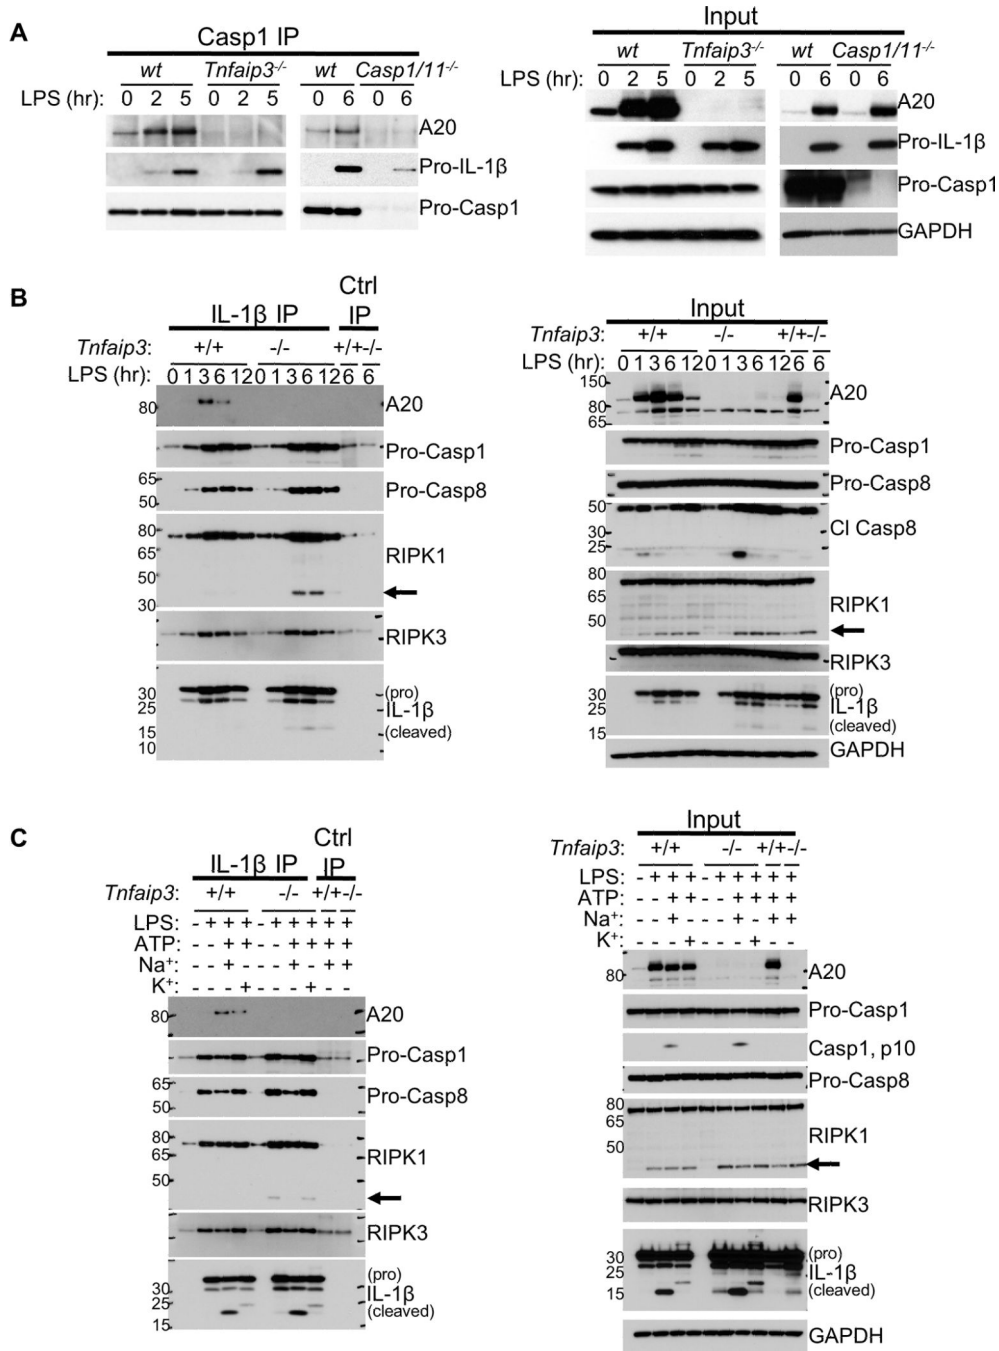 A
Casp1 IP
wt Tnfaip3-/- wt Casp1/11-/-
LPS (hr): 0 2 5 0 2 5 0 6 0 6
A20
Pro-IL-1β
Pro-Casp1
Input
wt Tnfaip3-/- wt Casp1/11-/-
0 2 5 0 2 5 0 6 0 6
LPS (hr):
A20
Pro-IL-1β
Pro-Casp1
GAPDH
B
Ctrl
IL-1β IP IP
Tnfaip3: +/+ -/- +/+ -/-
LPS (hr): 0 1 3 6 12 0 1 3 6 12 6 6
80 A20
Pro-Casp1
65
50 Pro-Casp8
80
65 RIPK1
50
30
RIPK3
30 (pro)
25 IL-1β
15 (cleaved)
10
Input
Tnfaip3: +/+ -/- +/+ -/-
LPS (hr): 0 1 3 6 12 0 1 3 6 12 6 6
150
A20
80
65
Pro-Casp1
Pro-Casp8
50
30 Cl Casp8
25
80
65 RIPK1
50
RIPK3
30 (pro)
25 IL-1β
15 (cleaved)
GAPDH
C
Ctrl
IL-1β IP IP
Tnfaip3: +/+ -/- +/+ -/-
LPS: - + + + - + + + + +
ATP: - - + + - - + + + +
Na+: - - + - - - + - + +
K+: - - - + - - - + - -
80 A20
Pro-Casp1
65
50 Pro-Casp8
80
65 RIPK1
50
RIPK3
(pro)
30 IL-1β
25 (cleaved)
15
Input
Tnfaip3: +/+ -/- +/+ -/-
LPS: - + + + - + + + + +
ATP: - - + + - - + + + +
Na+: - - + - - - + - + +
K+: - - - + - - - + - -
80 A20
Pro-Casp1
Casp1, p10
Pro-Casp8
80
65 RIPK1
50
RIPK3
30 (pro)
25 IL-1β
15 (cleaved)
GAPDH